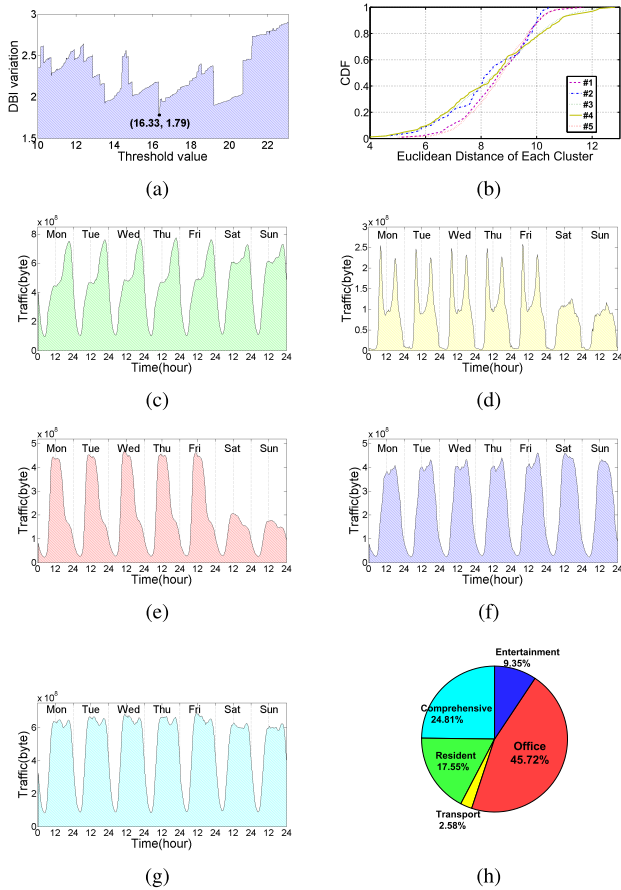 3
2.5
2
1.5
DBI variation
(16.33, 1.79)
10 12 14 16 18 20 22
Threshold value
(a)
1
0.8
0.6
0.4
0.2
0
CDF
#1
#2
#3
#4
#5
4 6 8 10 12
Euclidean Distance of Each Cluster
(b)
x 10^8
8
6
4
2
0
Traffic(byte)
Mon Tue Wed Thu Fri Sat Sun
0 12 24 12 24 12 24 12 24 12 24 12 24 12 24
Time(hour)
(c)
x 10^8
3
2.5
2
1.5
1
0.5
0
Traffic(byte)
Mon Tue Wed Thu Fri Sat Sun
0 12 24 12 24 12 24 12 24 12 24 12 24 12 24
Time(hour)
(d)
x 10^8
5
4
3
2
1
0
Traffic(byte)
Mon Tue Wed Thu Fri Sat Sun
0 12 24 12 24 12 24 12 24 12 24 12 24 12 24
Time(hour)
(e)
x 10^8
5
4
3
2
1
0
Traffic(byte)
Mon Tue Wed Thu Fri Sat Sun
0 12 24 12 24 12 24 12 24 12 24 12 24 12 24
Time(hour)
(f)
x 10^8
6
4
2
0
Traffic(byte)
Mon Tue Wed Thu Fri Sat Sun
0 12 24 12 24 12 24 12 24 12 24 12 24 12 24
Time(hour)
(g)
Entertainment
9.35%
Comprehensive
24.81%
Office
45.72%
Resident
17.55%
Transport
2.58%
(h)